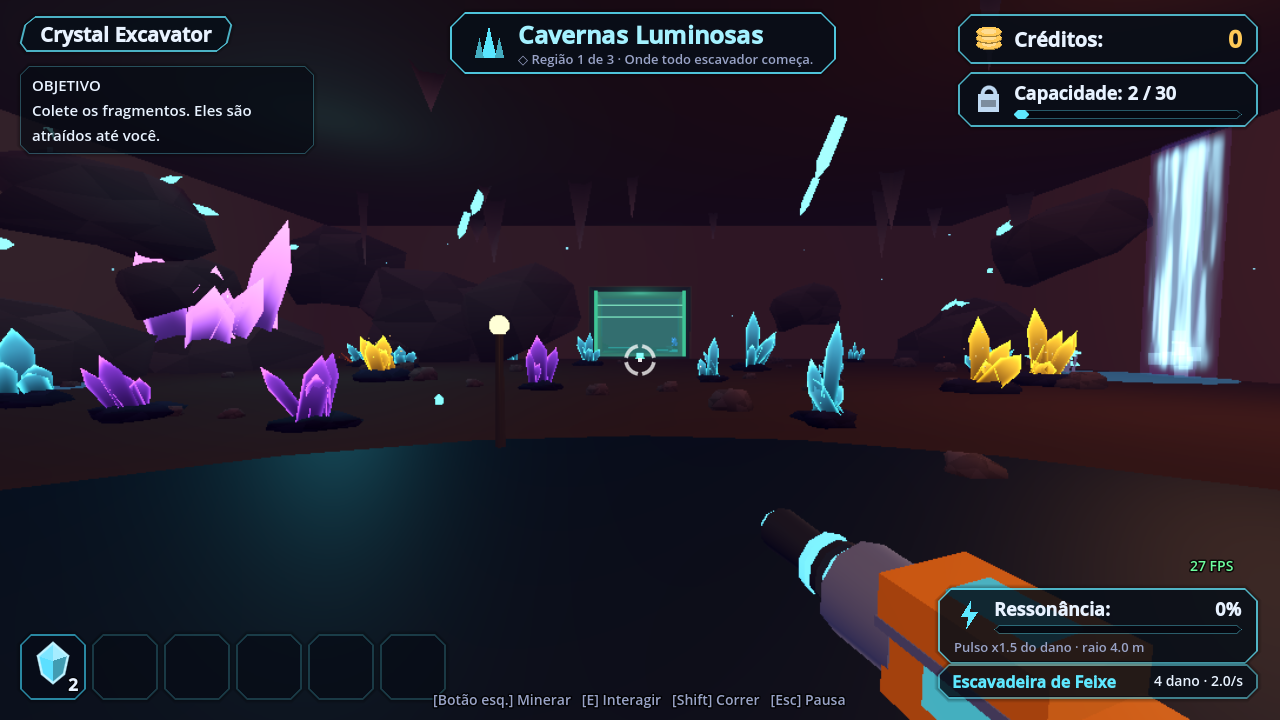 Crystal Excavator
OBJETIVO
Colete os fragmentos. Eles são
atraídos até você.
Cavernas Luminosas
◇ Região 1 de 3 · Onde todo escavador começa.
Créditos: 0
Capacidade: 2 / 30
27 FPS
Ressonância: 0%
Pulso x1.5 do dano · raio 4.0 m
Escavadeira de Feixe 4 dano · 2.0/s
2
[Botão esq.] Minerar [E] Interagir [Shift] Correr [Esc] Pausa